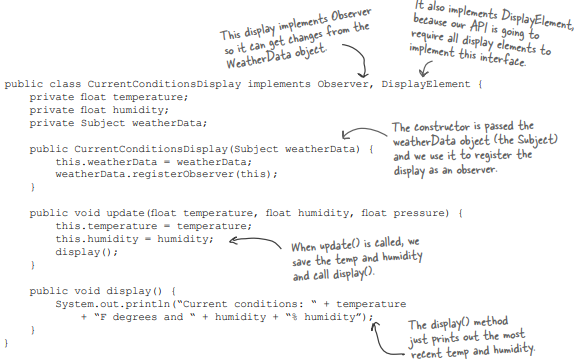 This display implements Observer
so it can get changes from the
WeatherData object.
It also implements DisplayElement,
because our API is going to
require all display elements to
implement this interface.
public class CurrentConditionsDisplay implements Observer, DisplayElement {
private float temperature;
private float humidity;
private Subject weatherData;
public CurrentConditionsDisplay(Subject weatherData) {
this.weatherData = weatherData;
weatherData.registerObserver(this);
}
The constructor is passed the
weatherData object (the Subject)
and we use it to register the
display as an observer.
public void update(float temperature, float humidity, float pressure) {
this.temperature = temperature;
this.humidity = humidity;
display();
}
When update() is called, we
save the temp and humidity
and call display().
public void display() {
System.out.println(“Current conditions: “ + temperature
+ “F degrees and “ + humidity + “% humidity”);
}
}
The display() method
just prints out the most
recent temp and humidity.